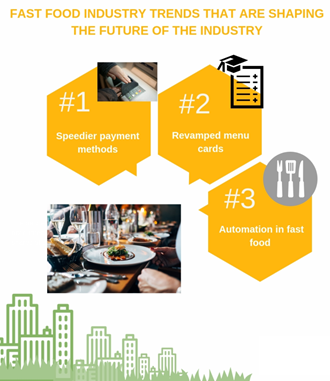 FAST FOOD INDUSTRY TRENDS THAT ARE SHAPING
THE FUTURE OF THE INDUSTRY
#1
Speedier payment
methods
#2
Revamped menu
cards
#3
Automation in fast
food